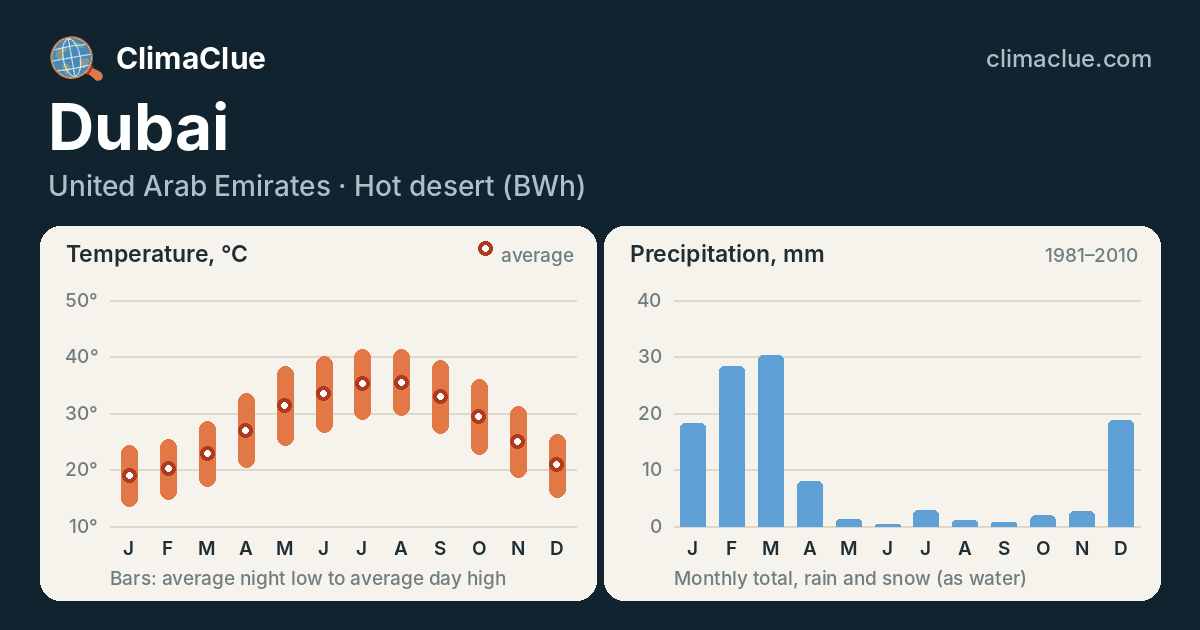 ClimaClue
climaclue.com
Dubai
United Arab Emirates · Hot desert (BWh)
Temperature, °C
average
50°
40°
30°
20°
10°
J F M A M J J A S O N D
Bars: average night low to average day high
Precipitation, mm
1981–2010
40
30
20
10
0
J F M A M J J A S O N D
Monthly total, rain and snow (as water)